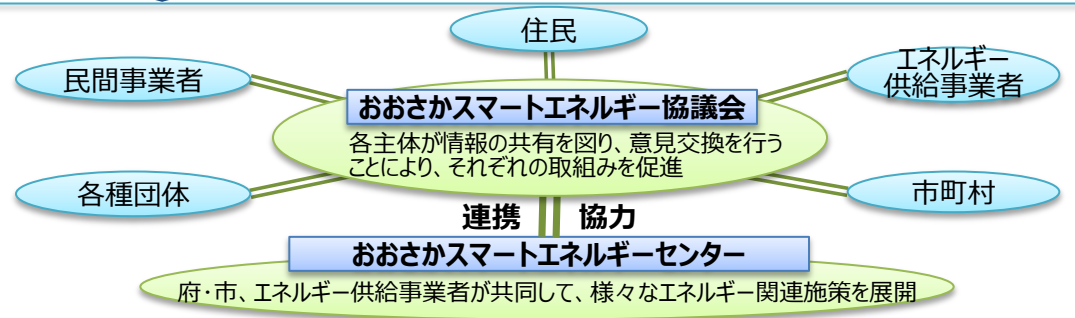 住民
民間事業者
エネルギー
供給事業者
おおさかスマートエネルギー協議会
各主体が情報の共有を図り、意見交換を行う
ことにより、それぞれの取組みを促進
各種団体
市町村
連携 協力
おおさかスマートエネルギーセンター
府・市、エネルギー供給事業者が共同して、様々なエネルギー関連施策を展開